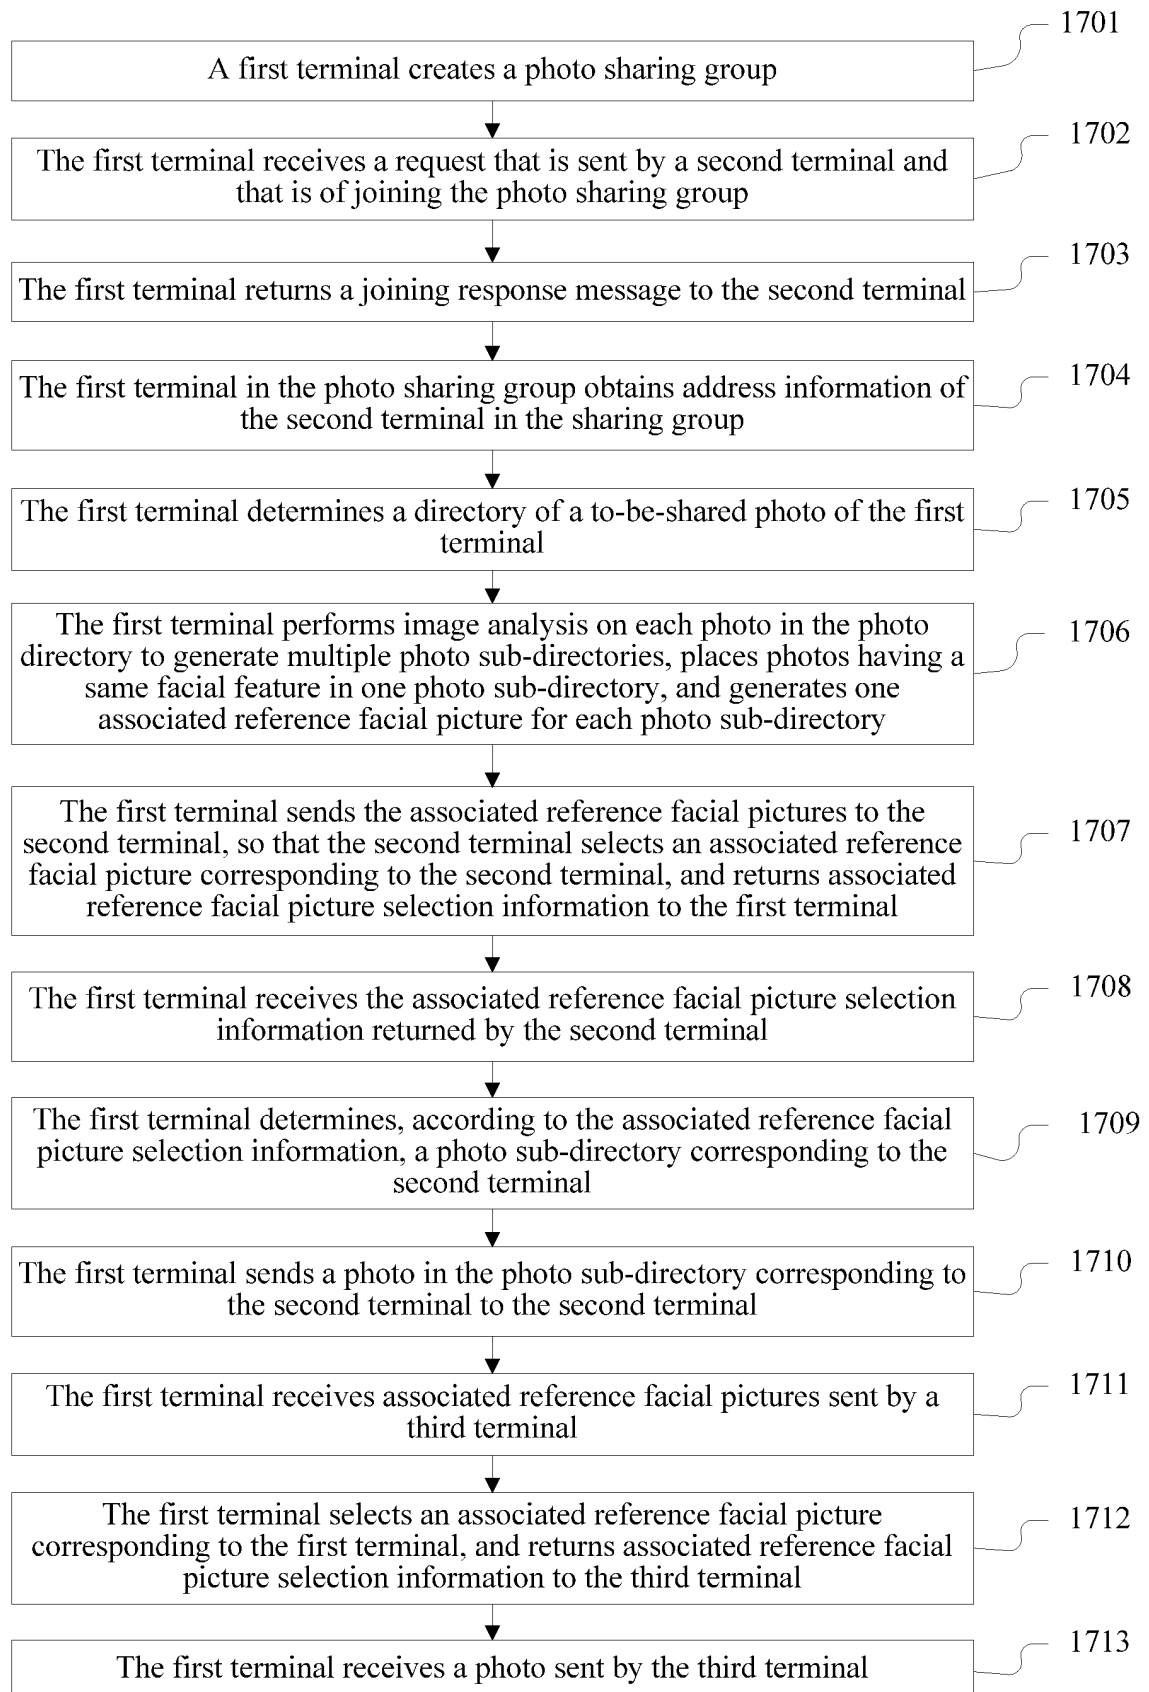 1701
A first terminal creates a photo sharing group
1702
The first terminal receives a request that is sent by a second terminal and
that is of joining the photo sharing group
1703
The first terminal returns a joining response message to the second terminal
1704
The first terminal in the photo sharing group obtains address information of
the second terminal in the sharing group
1705
The first terminal determines a directory of a to-be-shared photo of the first
terminal
1706
The first terminal performs image analysis on each photo in the photo
directory to generate multiple photo sub-directories, places photos having a
same facial feature in one photo sub-directory, and generates one
associated reference facial picture for each photo sub-directory
1707
The first terminal sends the associated reference facial pictures to the
second terminal, so that the second terminal selects an associated reference
facial picture corresponding to the second terminal, and returns associated
reference facial picture selection information to the first terminal
1708
The first terminal receives the associated reference facial picture selection
information returned by the second terminal
1709
The first terminal determines, according to the associated reference facial
picture selection information, a photo sub-directory corresponding to the
second terminal
1710
The first terminal sends a photo in the photo sub-directory corresponding to
the second terminal to the second terminal
1711
The first terminal receives associated reference facial pictures sent by a
third terminal
1712
The first terminal selects an associated reference facial picture
corresponding to the first terminal, and returns associated reference facial
picture selection information to the third terminal
1713
The first terminal receives a photo sent by the third terminal